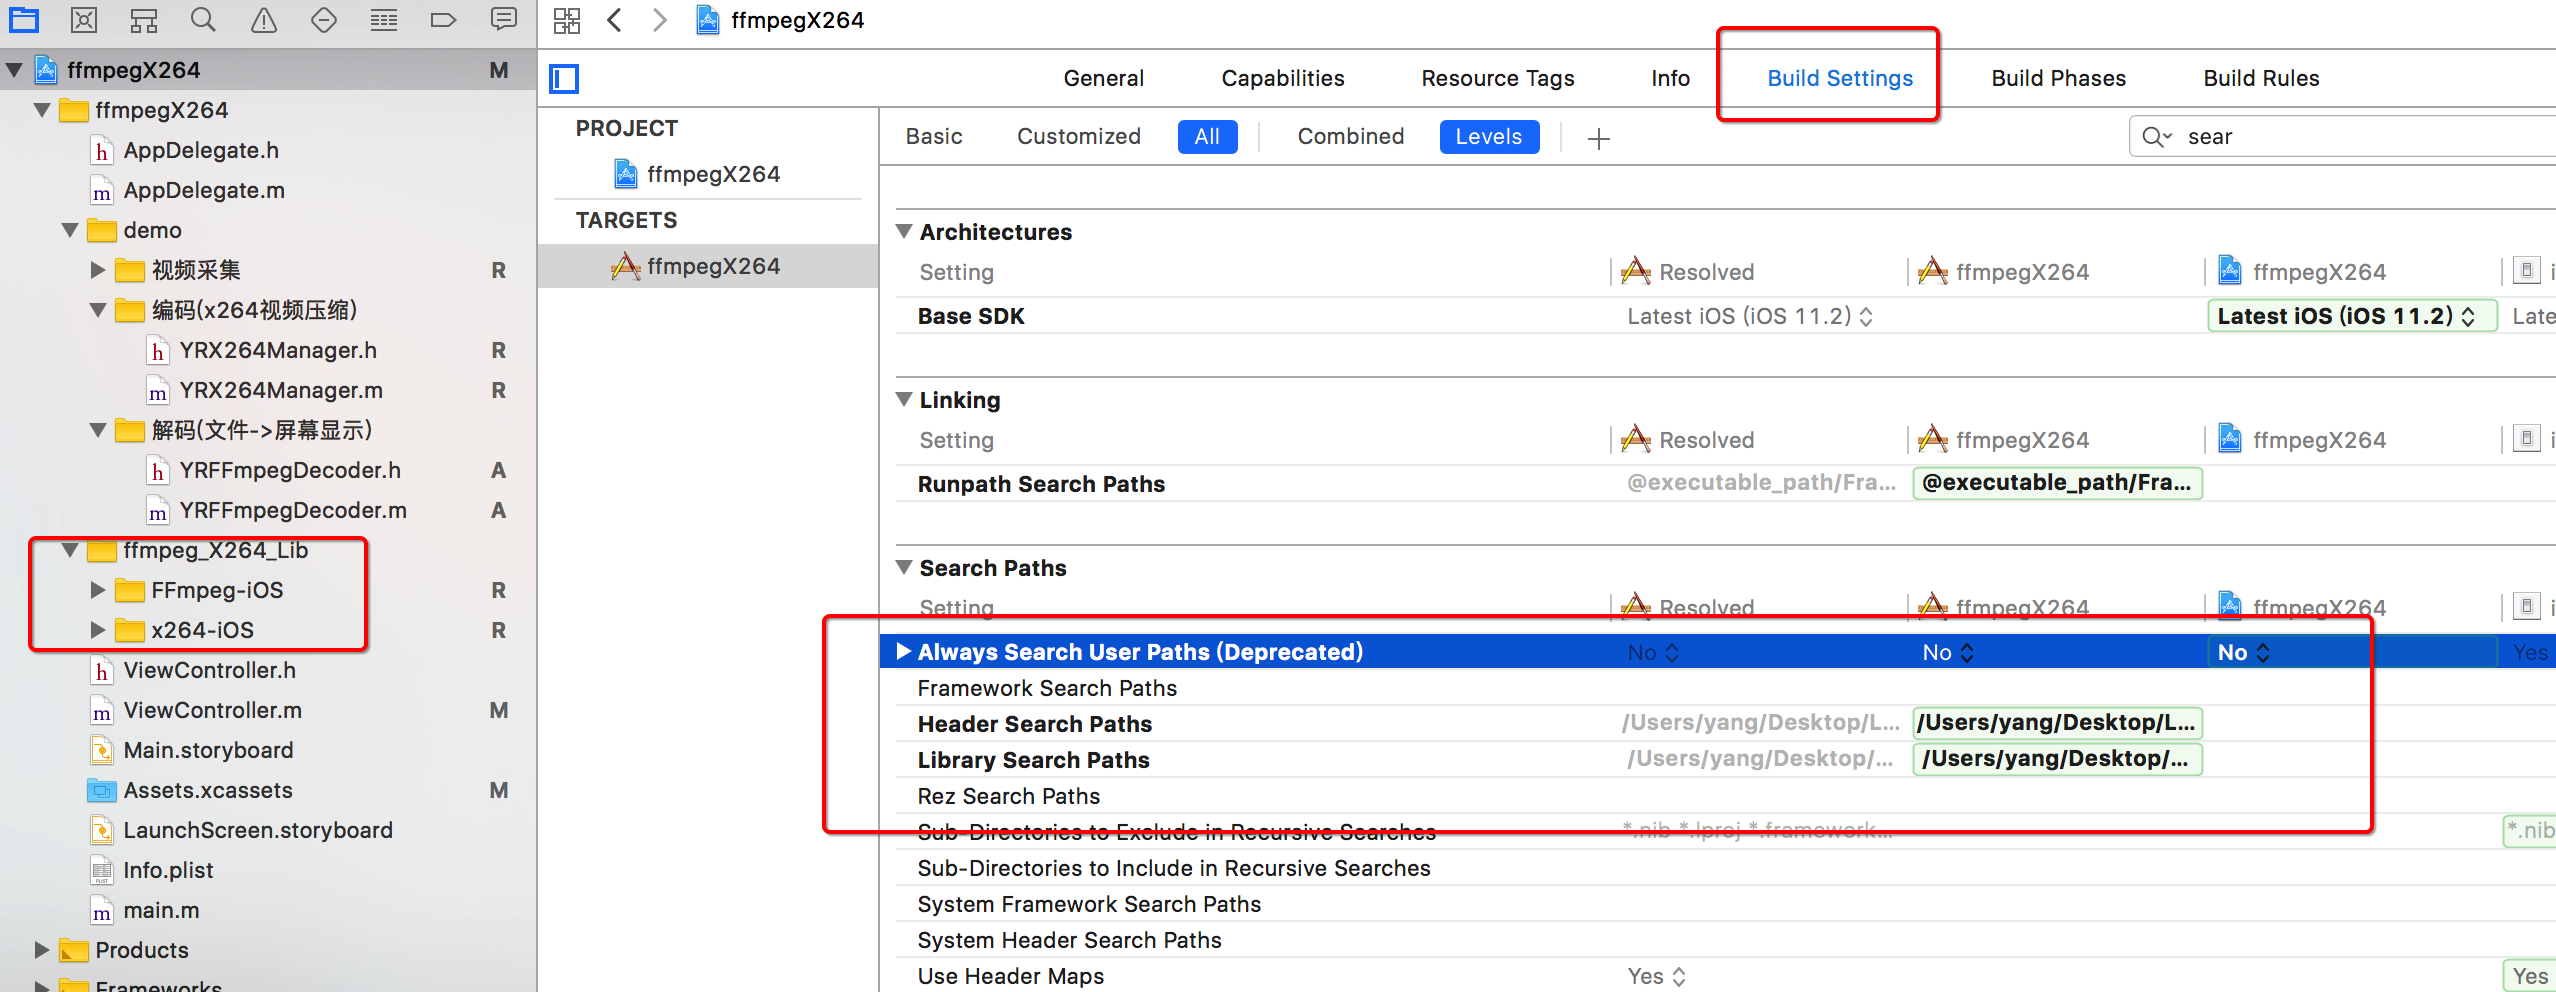 ffmpegX264 M
ffmpegX264
h AppDelegate.h
m AppDelegate.m
demo
视频采集 R
编码(x264视频压缩)
h YRX264Manager.h R
m YRX264Manager.m R
解码(文件->屏幕显示)
h YRFFmpegDecoder.h A
m YRFFmpegDecoder.m A
ffmpeg_X264_Lib
FFmpeg-iOS R
x264-iOS R
h ViewController.h
m ViewController.m M
Main.storyboard
Assets.xcassets M
LaunchScreen.storyboard
Info.plist
m main.m
Products
Frameworks
ffmpegX264
General Capabilities Resource Tags Info Build Settings Build Phases Build Rules
PROJECT
ffmpegX264
TARGETS
ffmpegX264
Basic Customized All Combined Levels + sear
Architectures
Setting Resolved ffmpegX264 ffmpegX264 i
Base SDK Latest iOS (iOS 11.2) Latest iOS (iOS 11.2) Late
Linking
Setting Resolved ffmpegX264 ffmpegX264 i
Runpath Search Paths @executable_path/Fra... @executable_path/Fra...
Search Paths
Setting Resolved ffmpegX264 ffmpegX264 i
Always Search User Paths (Deprecated) No No No Yes
Framework Search Paths
Header Search Paths /Users/yang/Desktop/L... /Users/yang/Desktop/L...
Library Search Paths /Users/yang/Desktop/... /Users/yang/Desktop/...
Rez Search Paths
Sub-Directories to Exclude in Recursive Searches *.nib *.lproj *.framework... *.nib
Sub-Directories to Include in Recursive Searches
System Framework Search Paths
System Header Search Paths
Use Header Maps Yes Yes